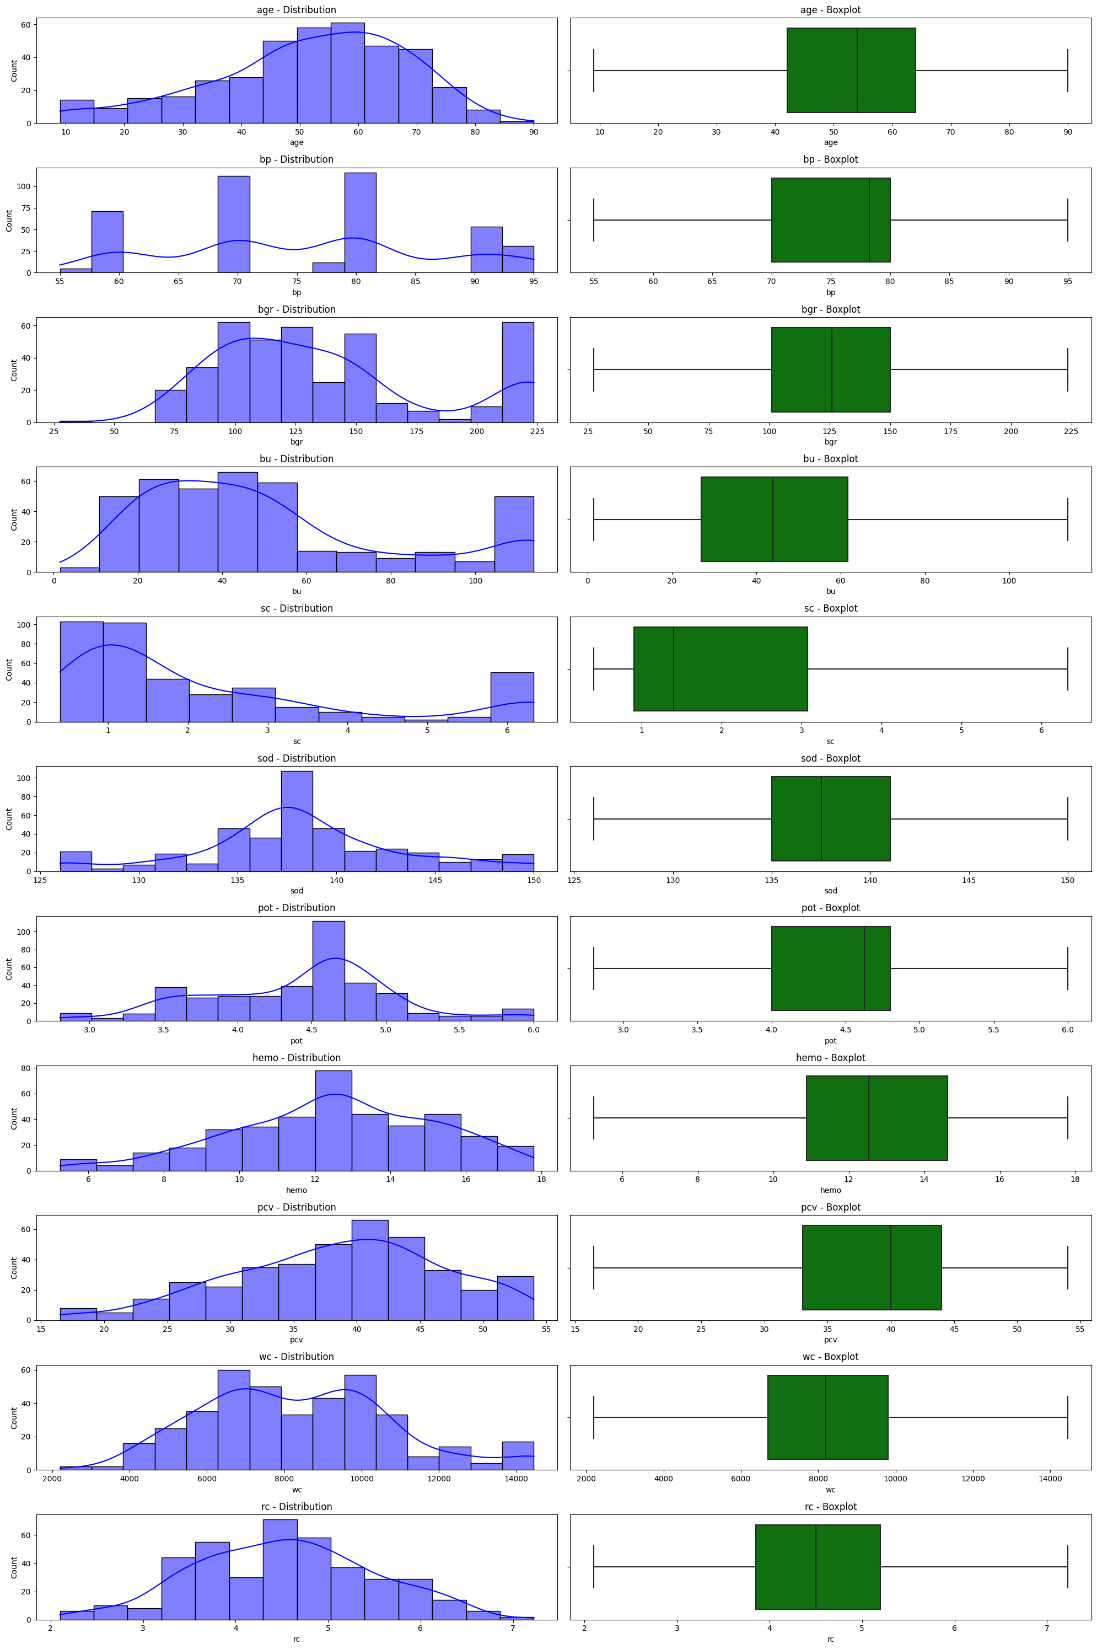 age - Distribution
60
40
20
0
Count
10 20 30 40 50 60 70 80 90
age
age - Boxplot
10 20 30 40 50 60 70 80 90
age
bp - Distribution
100
75
50
25
0
Count
55 60 65 70 75 80 85 90 95
bp
bp - Boxplot
55 60 65 70 75 80 85 90 95
bp
bgr - Distribution
60
40
20
0
Count
25 50 75 100 125 150 175 200 225
bgr
bgr - Boxplot
25 50 75 100 125 150 175 200 225
bgr
bu - Distribution
60
40
20
0
Count
0 20 40 60 80 100
bu
bu - Boxplot
0 20 40 60 80 100
bu
sc - Distribution
100
80
60
40
20
0
Count
1 2 3 4 5 6
sc
sc - Boxplot
1 2 3 4 5 6
sc
sod - Distribution
100
80
60
40
20
0
Count
125 130 135 140 145 150
sod
sod - Boxplot
125 130 135 140 145 150
sod
pot - Distribution
100
80
60
40
20
0
Count
3.0 3.5 4.0 4.5 5.0 5.5 6.0
pot
pot - Boxplot
3.0 3.5 4.0 4.5 5.0 5.5 6.0
pot
hemo - Distribution
80
60
40
20
0
Count
6 8 10 12 14 16 18
hemo
hemo - Boxplot
6 8 10 12 14 16 18
hemo
pcv - Distribution
60
40
20
0
Count
15 20 25 30 35 40 45 50 55
pcv
pcv - Boxplot
15 20 25 30 35 40 45 50 55
pcv
wc - Distribution
60
40
20
0
Count
2000 4000 6000 8000 10000 12000 14000
wc
wc - Boxplot
2000 4000 6000 8000 10000 12000 14000
wc
rc - Distribution
60
40
20
0
Count
2 3 4 5 6 7
rc
rc - Boxplot
2 3 4 5 6 7
rc